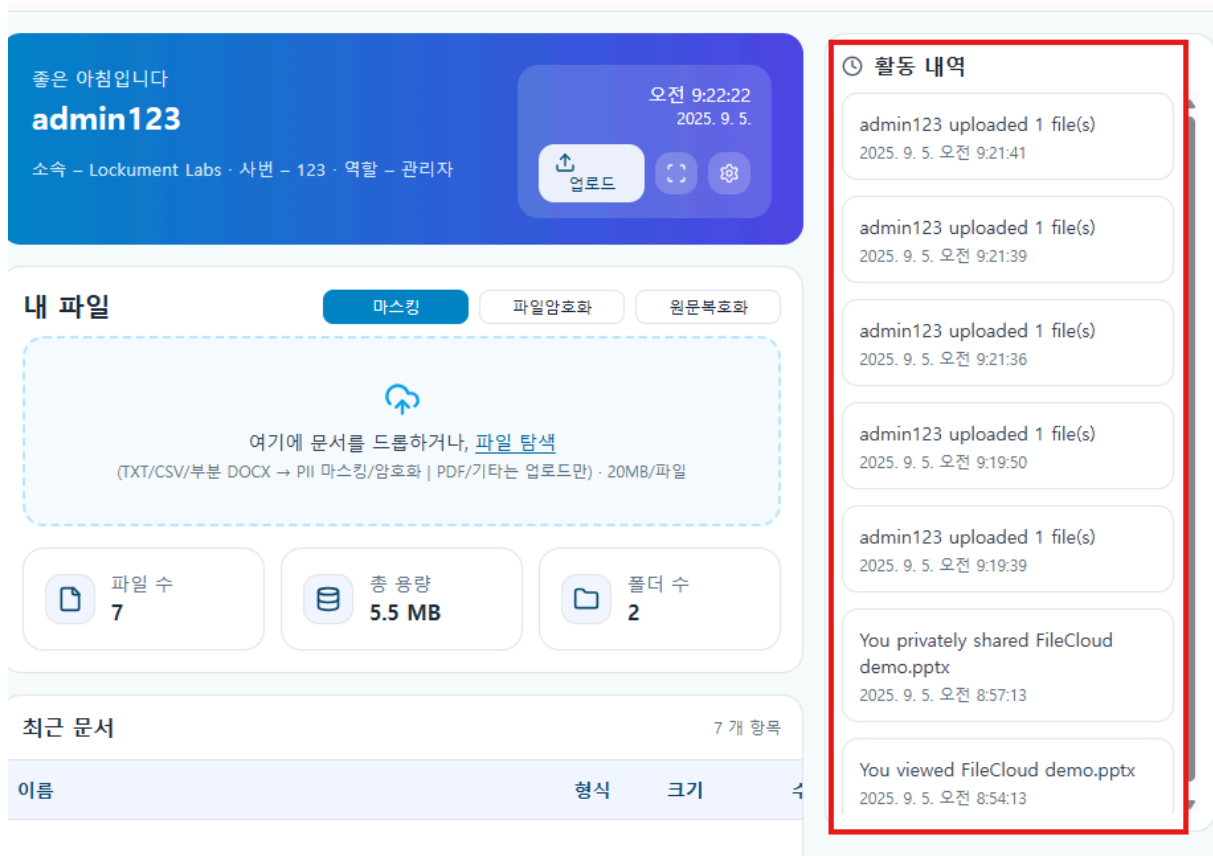 좋은 아침입니다
admin123
소속 – Lockument Labs · 사번 – 123 · 역할 – 관리자
오전 9:22:22
2025. 9. 5.
업로드
내 파일
마스킹
파일암호화
원문복호화
여기에 문서를 드롭하거나, 파일 탐색
(TXT/CSV/부분 DOCX → PII 마스킹/암호화 | PDF/기타는 업로드만) · 20MB/파일
파일 수
7
총 용량
5.5 MB
폴더 수
2
최근 문서
7 개 항목
이름
형식
크기
활동 내역
admin123 uploaded 1 file(s)
2025. 9. 5. 오전 9:21:41
admin123 uploaded 1 file(s)
2025. 9. 5. 오전 9:21:39
admin123 uploaded 1 file(s)
2025. 9. 5. 오전 9:21:36
admin123 uploaded 1 file(s)
2025. 9. 5. 오전 9:19:50
admin123 uploaded 1 file(s)
2025. 9. 5. 오전 9:19:39
You privately shared FileCloud
demo.pptx
2025. 9. 5. 오전 8:57:13
You viewed FileCloud demo.pptx
2025. 9. 5. 오전 8:54:13